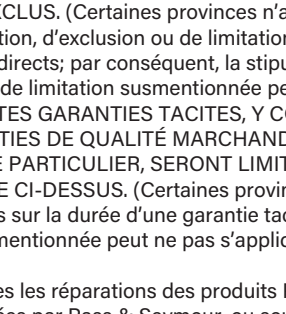 EXCLUS. (Certaines provinces n'a
tion, d'exclusion ou de limitation
directs; par conséquent, la stipu
de limitation susmentionnée pe
TES GARANTIES TACITES, Y CO
TIES DE QUALITÉ MARCHAND
PARTICULIER, SERONT LIMIT
E CI-DESSUS. (Certaines provin
s sur la durée d'une garantie tac
mentionnée peut ne pas s'appliq
es les réparations des produits
ées par Pass & Seymour, ou sou